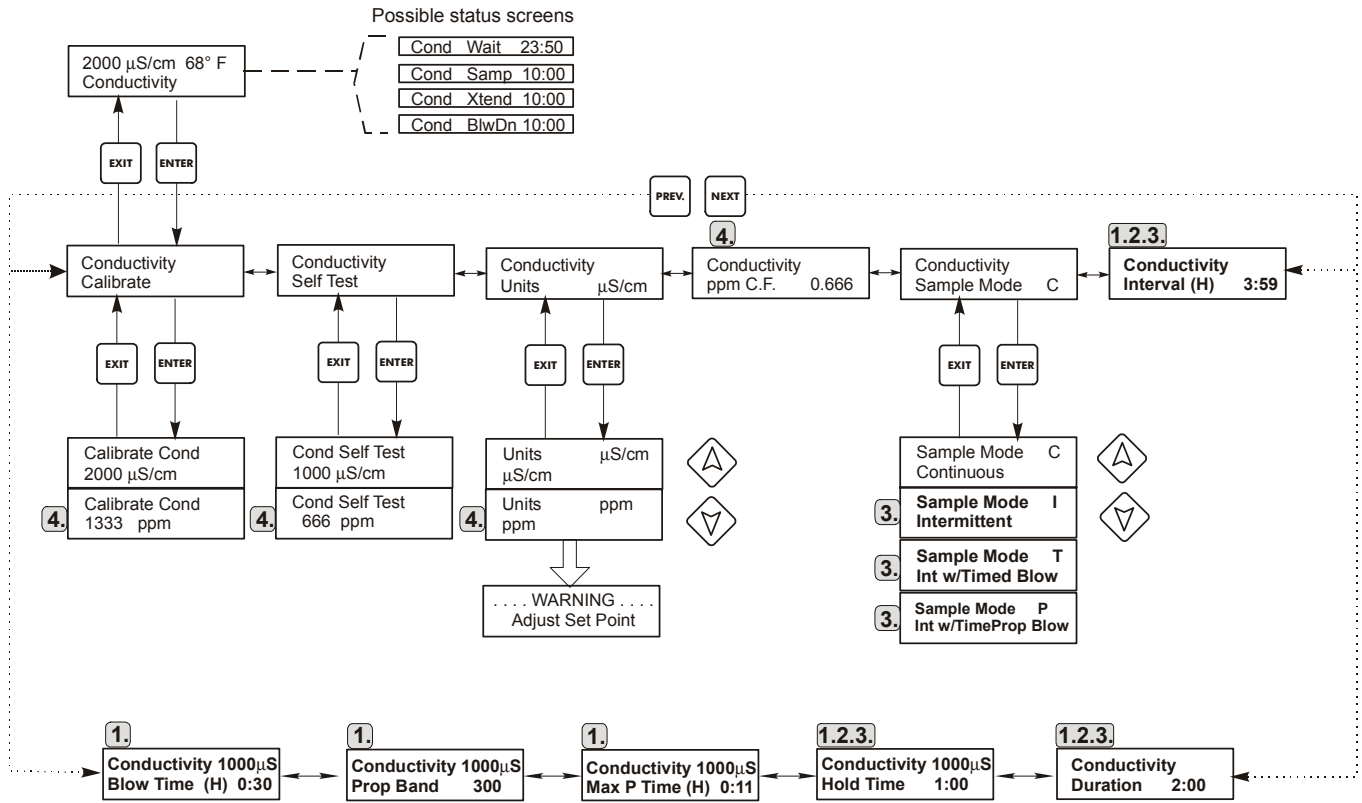 Possible status screens
2000 μS/cm 68° F
Conductivity
Cond Wait 23:50
Cond Samp 10:00
Cond Xtend 10:00
Cond BlwDn 10:00
EXIT
ENTER
PREV.
NEXT
Conductivity
Calibrate
Conductivity
Self Test
Conductivity
Units μS/cm
4.
Conductivity
ppm C.F. 0.666
Conductivity
Sample Mode C
1.2.3.
Conductivity
Interval (H) 3:59
EXIT
ENTER
EXIT
ENTER
EXIT
ENTER
EXIT
ENTER
Calibrate Cond
2000 μS/cm
4.
Calibrate Cond
1333 ppm
Cond Self Test
1000 μS/cm
4.
Cond Self Test
666 ppm
Units μS/cm
μS/cm
4.
Units ppm
ppm
. . . . WARNING . . . .
Adjust Set Point
Sample Mode C
Continuous
3.
Sample Mode I
Intermittent
3.
Sample Mode T
Int w/Timed Blow
3.
Sample Mode P
Int w/TimeProp Blow
1.
Conductivity 1000μS
Blow Time (H) 0:30
1.
Conductivity 1000μS
Prop Band 300
1.
Conductivity 1000μS
Max P Time (H) 0:11
1.2.3.
Conductivity 1000μS
Hold Time 1:00
1.2.3.
Conductivity
Duration 2:00